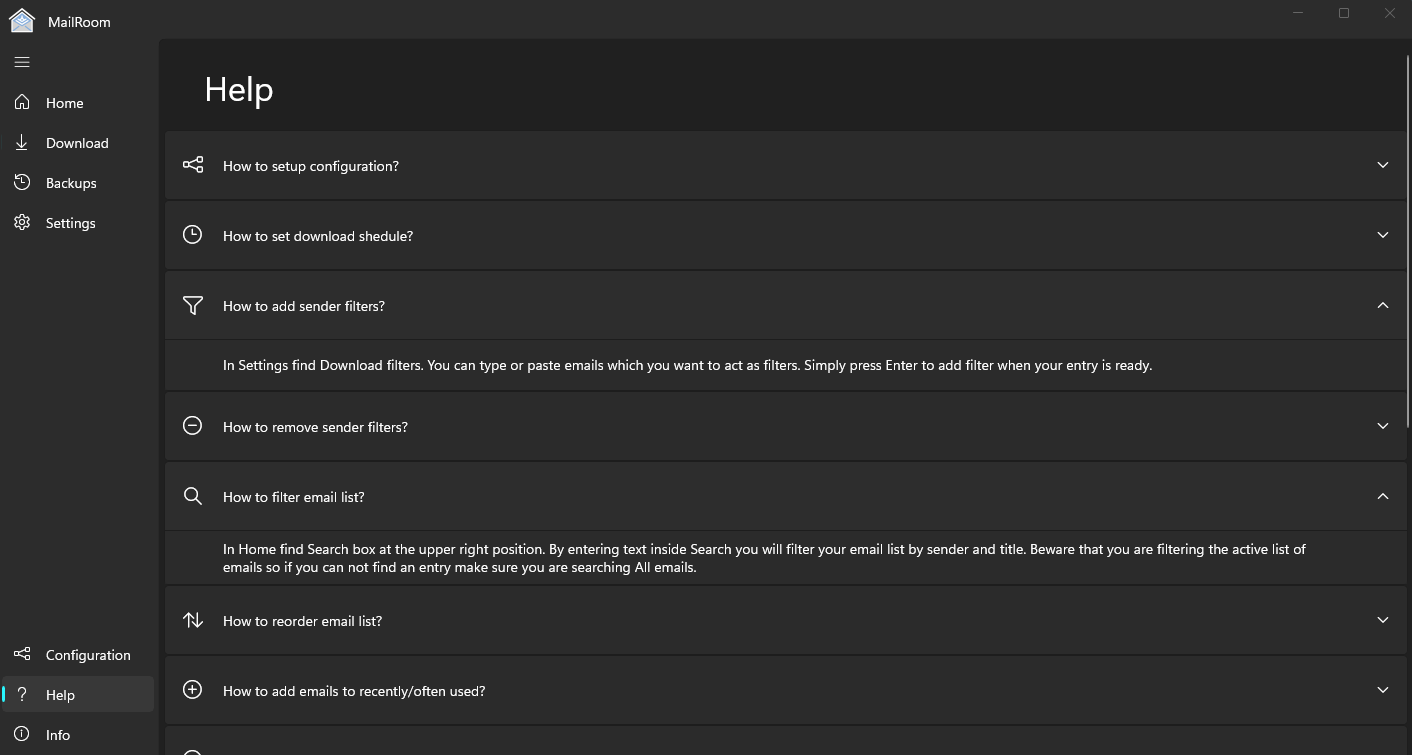 MailRoom
Home
Download
Backups
Settings
Configuration
Help
Info
Help
How to setup configuration?
How to set download shedule?
How to add sender filters?
In Settings find Download filters. You can type or paste emails which you want to act as filters. Simply press Enter to add filter when your entry is ready.
How to remove sender filters?
How to filter email list?
In Home find Search box at the upper right position. By entering text inside Search you will filter your email list by sender and title. Beware that you are filtering the active list of
emails so if you can not find an entry make sure you are searching All emails.
How to reorder email list?
How to add emails to recently/often used?